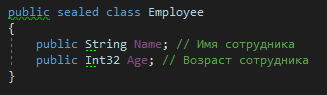 public sealed class Employee
{
    public String Name; // Имя сотрудника
    public Int32 Age; // Возраст сотрудника
}